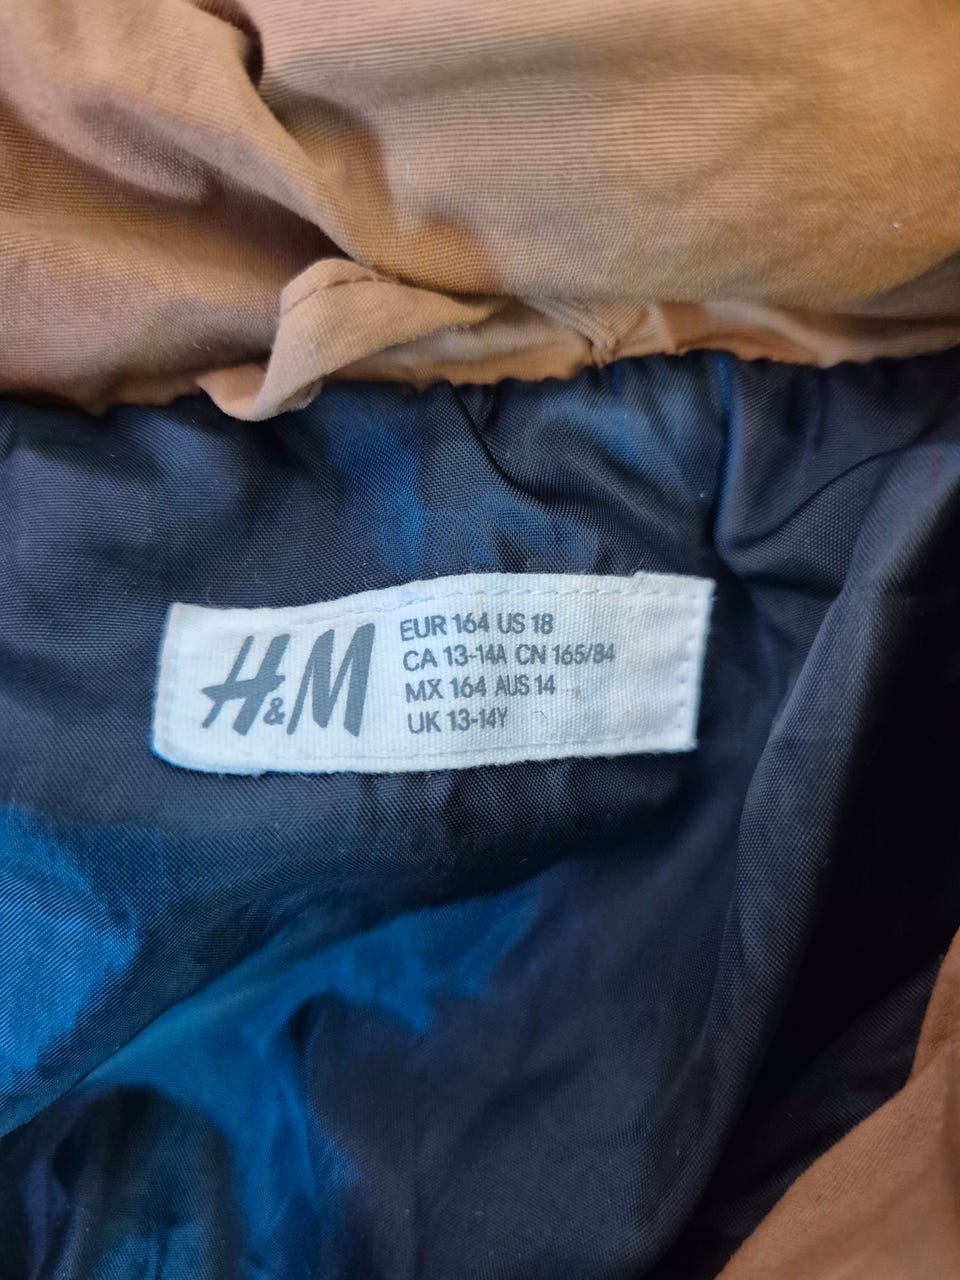 H&M
EUR 164 US 18
CA 13-14A CN 165/84
MX 164 AUS 14
UK 13-14Y